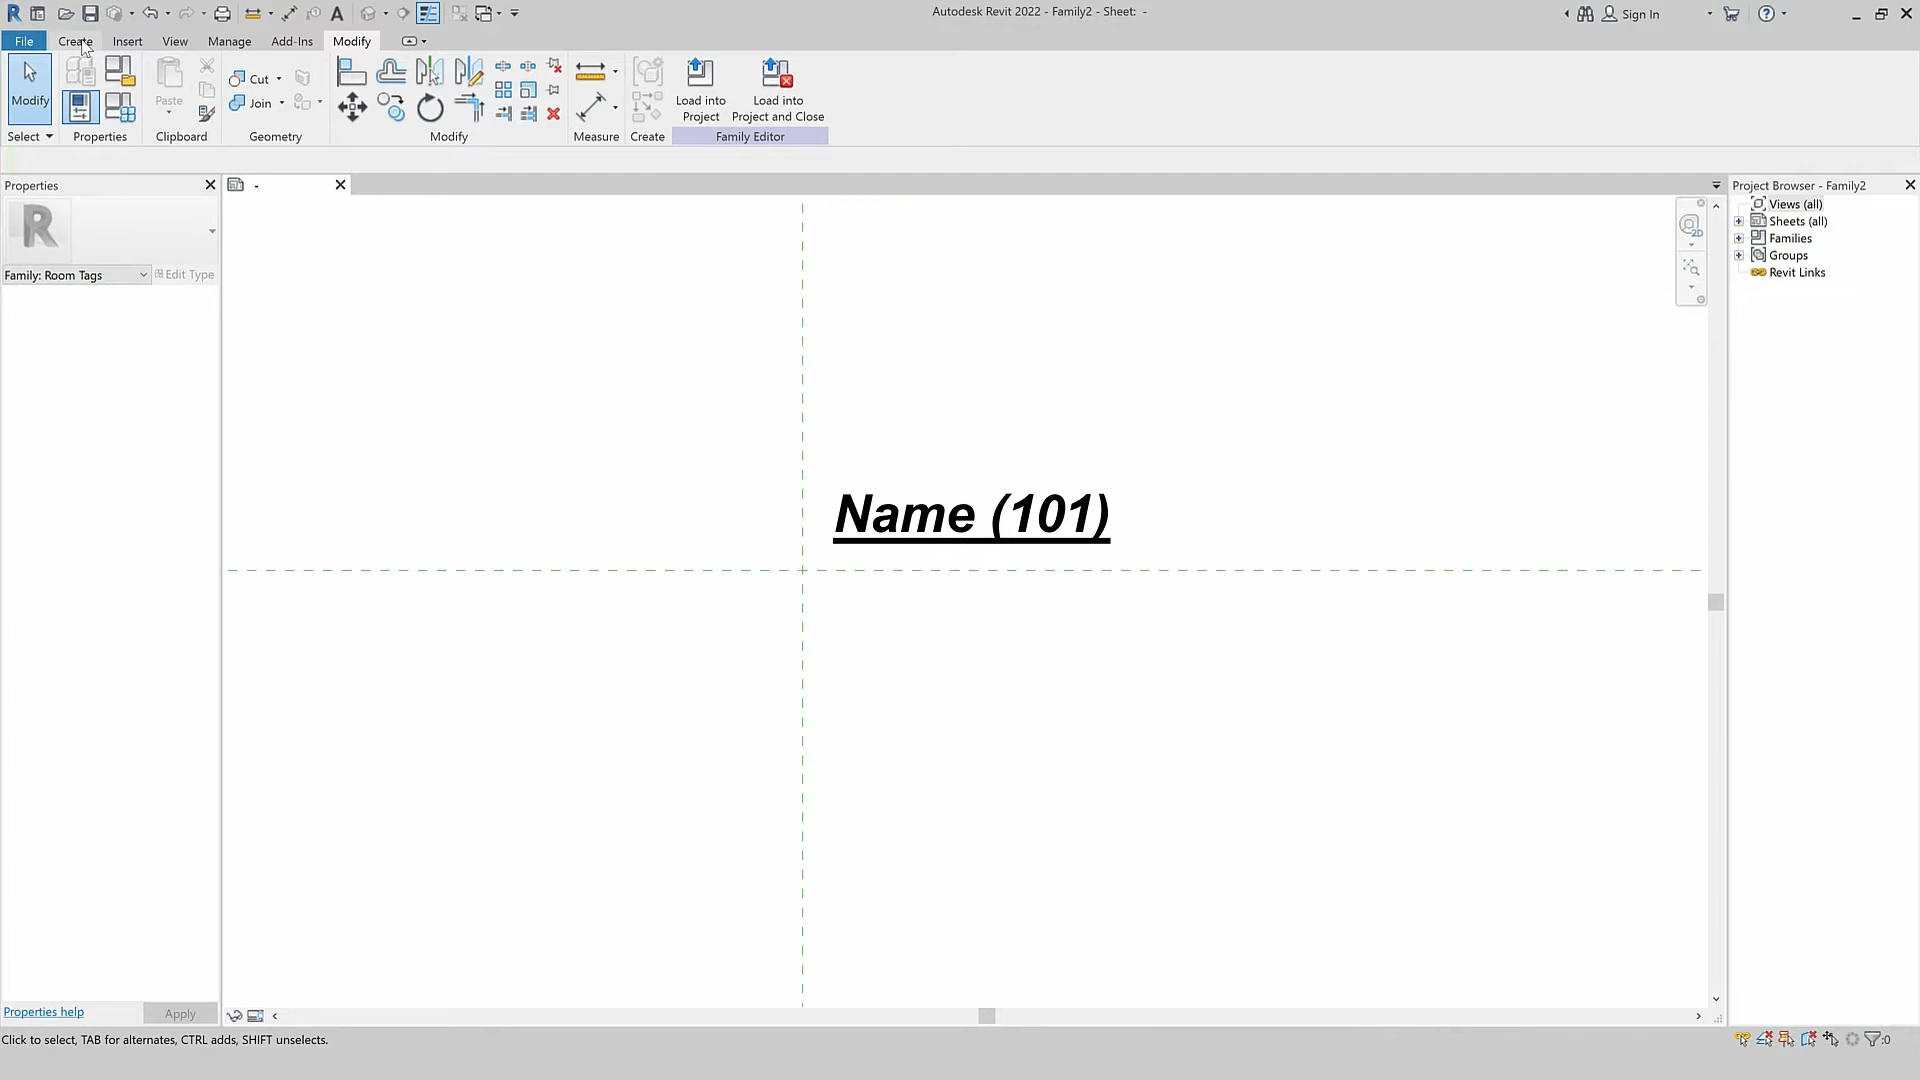 Autodesk Revit 2022 - Family2 - Sheet: -
Sign In
File
Create
Insert
View
Manage
Add-Ins
Modify
Modify
Paste
Cut
Join
Load into Project
Load into Project and Close
Select
Properties
Clipboard
Geometry
Modify
Measure
Create
Family Editor
Properties
-
Project Browser - Family2
Views (all)
Sheets (all)
Families
Groups
Revit Links
Family: Room Tags
Edit Type
2D
Name (101)
Properties help
Apply
Click to select, TAB for alternates, CTRL adds, SHIFT unselects.
:0